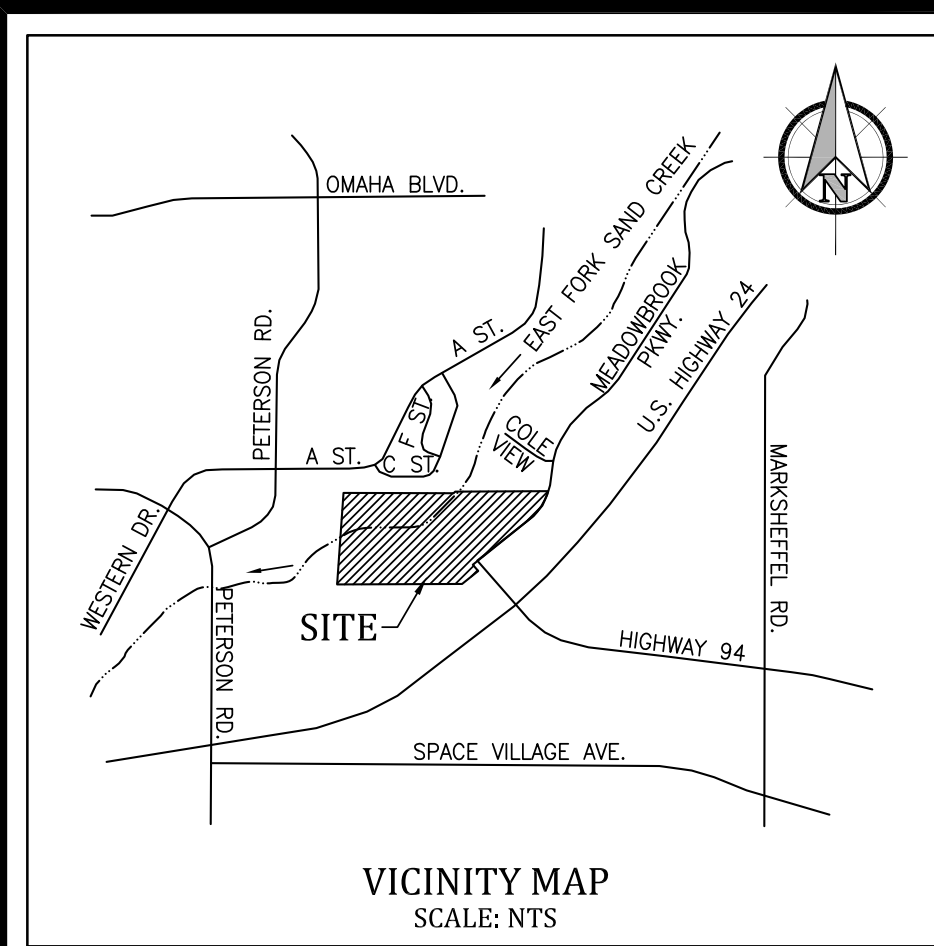 N
OMAHA BLVD.
EAST FORK SAND CREEK
PETERSON RD.
A ST.
MEADOWBROOK
PKWY.
U.S. HIGHWAY 24
F ST.
COLE
VIEW
A ST.
C ST.
MARKSHEFFEL RD.
WESTERN DR.
PETERSON RD.
SITE
HIGHWAY 94
SPACE VILLAGE AVE.
VICINITY MAP
SCALE: NTS